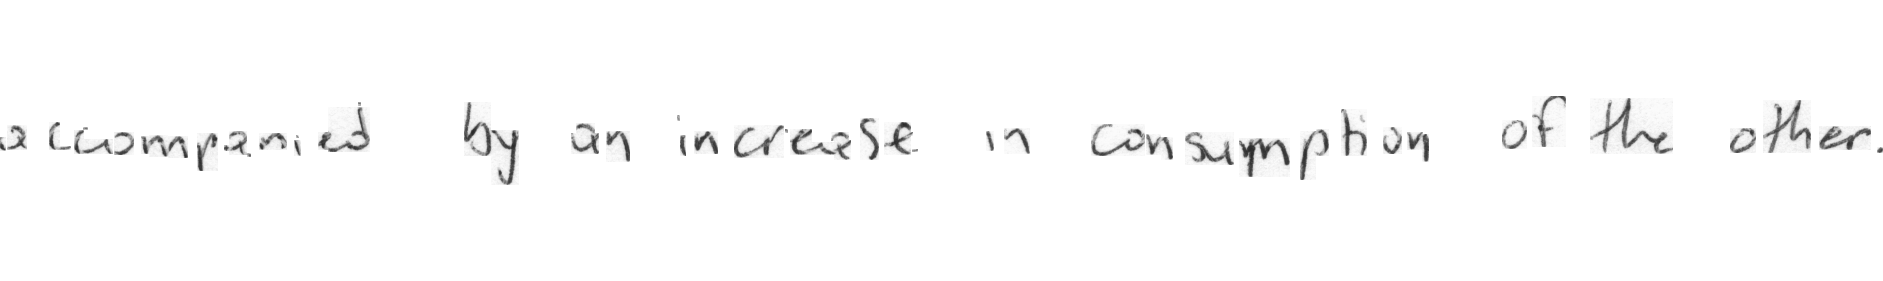 accompanied by an increase in consumption of the other.